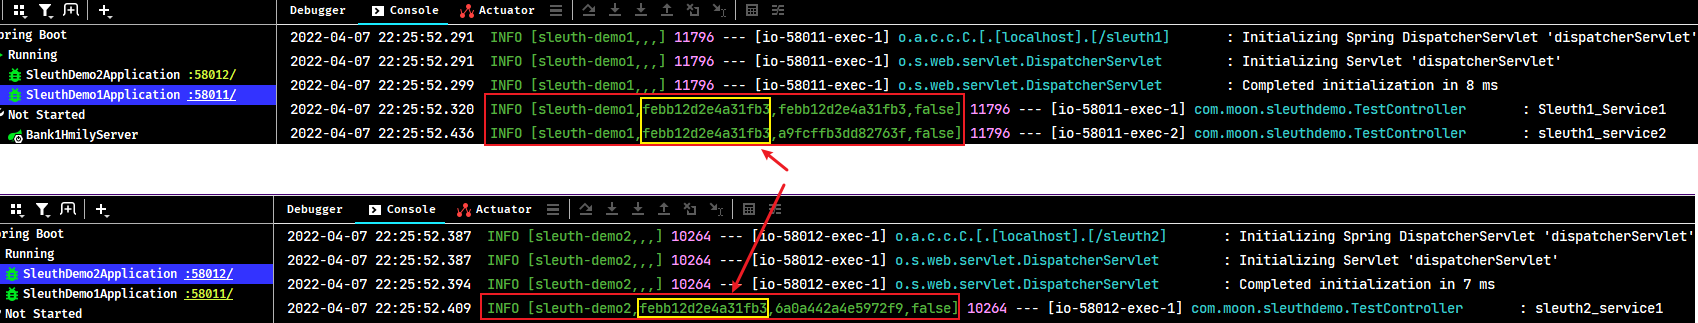 Debugger Console Actuator
pring Boot
Running
SleuthDemo2Application :58012/
SleuthDemo1Application :58011/
Not Started
Bank1HmilyServer
2022-04-07 22:25:52.291 INFO [sleuth-demo1,,,] 11796 --- [io-58011-exec-1] o.a.c.c.C.[.[localhost].[/sleuth1] : Initializing Spring DispatcherServlet 'dispatcherServlet'
2022-04-07 22:25:52.291 INFO [sleuth-demo1,,,] 11796 --- [io-58011-exec-1] o.s.web.servlet.DispatcherServlet : Initializing Servlet 'dispatcherServlet'
2022-04-07 22:25:52.299 INFO [sleuth-demo1,,,] 11796 --- [io-58011-exec-1] o.s.web.servlet.DispatcherServlet : Completed initialization in 8 ms
2022-04-07 22:25:52.320 INFO [sleuth-demo1,febb12d2e4a31fb3,febb12d2e4a31fb3,false] 11796 --- [io-58011-exec-1] com.moon.sleuthdemo.TestController : Sleuth1_Service1
2022-04-07 22:25:52.436 INFO [sleuth-demo1,febb12d2e4a31fb3,a9fcffb3dd82763f,false] 11796 --- [io-58011-exec-2] com.moon.sleuthdemo.TestController : sleuth1_service2
Debugger Console Actuator
ring Boot
Running
SleuthDemo2Application :58012/
SleuthDemo1Application :58011/
Not Started
2022-04-07 22:25:52.387 INFO [sleuth-demo2,,,] 10264 --- [io-58012-exec-1] o.a.c.c.C.[.[localhost].[/sleuth2] : Initializing Spring DispatcherServlet 'dispatcherServlet'
2022-04-07 22:25:52.387 INFO [sleuth-demo2,,,] 10264 --- [io-58012-exec-1] o.s.web.servlet.DispatcherServlet : Initializing Servlet 'dispatcherServlet'
2022-04-07 22:25:52.394 INFO [sleuth-demo2,,,] 10264 --- [io-58012-exec-1] o.s.web.servlet.DispatcherServlet : Completed initialization in 7 ms
2022-04-07 22:25:52.409 INFO [sleuth-demo2,febb12d2e4a31fb3,6a0a442a4e5972f9,false] 10264 --- [io-58012-exec-1] com.moon.sleuthdemo.TestController : sleuth2_service1